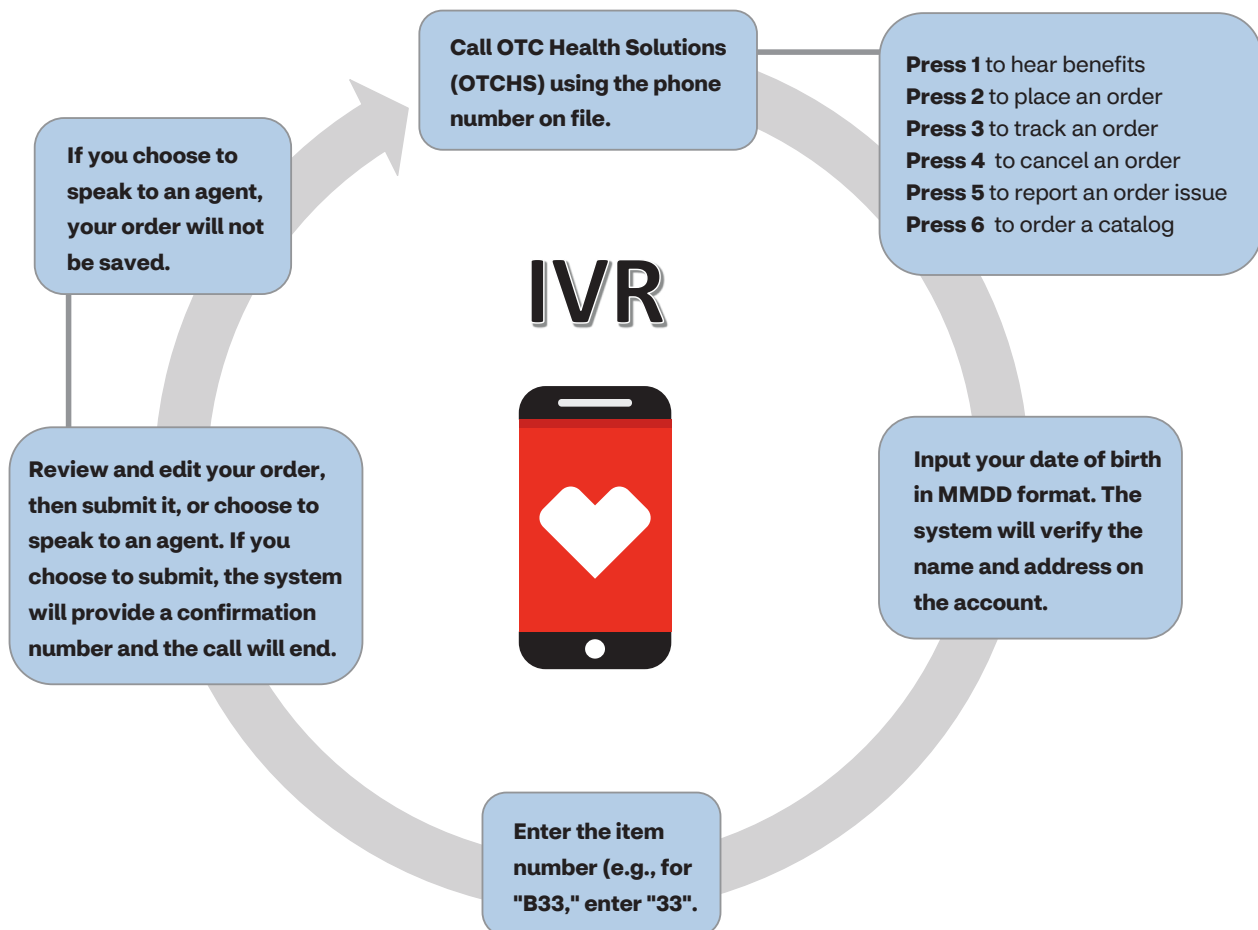 Call OTC Health Solutions
(OTCHS) using the phone
number on file.
Press 1 to hear benefits
Press 2 to place an order
Press 3 to track an order
Press 4 to cancel an order
Press 5 to report an order issue
Press 6 to order a catalog
If you choose to
speak to an agent,
your order will not
be saved.
IVR
Input your date of birth
in MMDD format. The
system will verify the
name and address on
the account.
Review and edit your order,
then submit it, or choose to
speak to an agent. If you
choose to submit, the system
will provide a confirmation
number and the call will end.
Enter the item
number (e.g., for
"B33," enter "33".